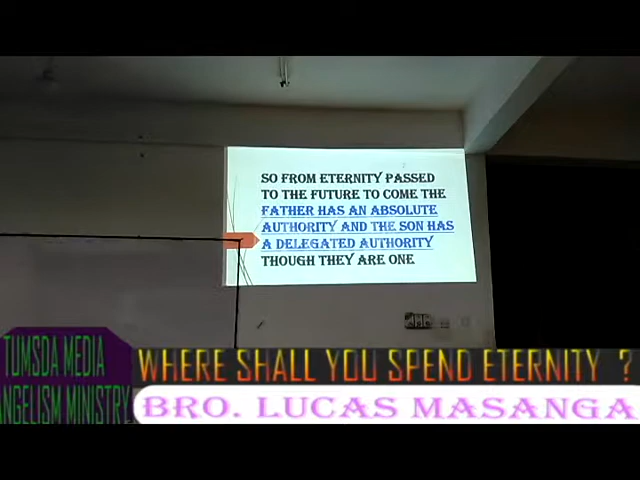 SO FROM ETERNITY PASSED
TO THE FUTURE TO COME THE
FATHER HAS AN ABSOLUTE
AUTHORITY AND THE SON HAS
A DELEGATED AUTHORITY
THOUGH THEY ARE ONE
TUMSDA MEDIA
ANGELISM MINISTRY
WHERE SHALL YOU SPEND ETERNITY ?
BRO. LUCAS MASANGA